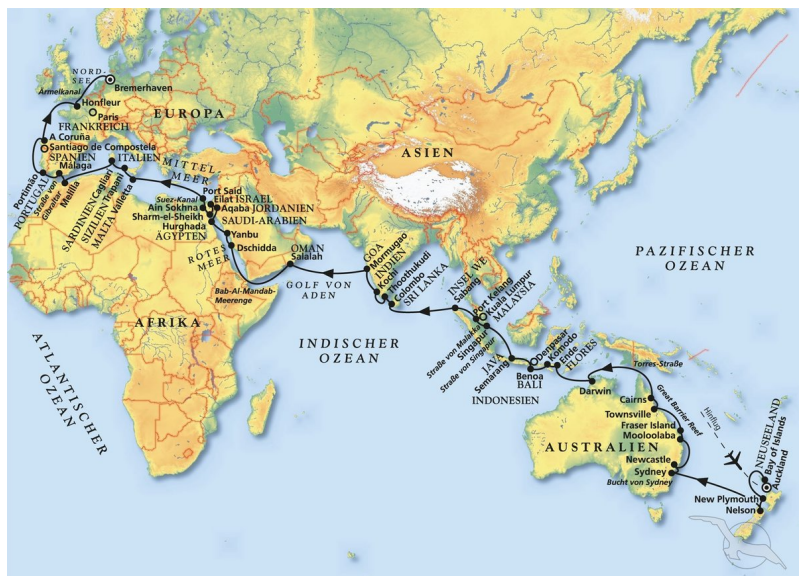 NORD-
SEE
Bremerhaven
Ärmelkanal
Honfleur
Paris
EUROPA
FRANKREICH
A Coruña
Santiago de Compostela
SPANIEN
ITALIEN
Málaga
MITTEL-
MEER
Portimão
PORTUGAL
Straße von
Gibraltar
Melilla
SARDINIEN Cagliari
SIZILIEN Trapani
MALTA Valletta
Port Said
Suez-Kanal
Eilat ISRAEL
Ain Sokhna
Aqaba JORDANIEN
Sharm-el-Sheikh
SAUDI-ARABIEN
Hurghada
ÄGYPTEN
Yanbu
ROTES
MEER
Dschidda
OMAN
Salalah
Bab-Al-Mandab-
Meerenge
GOLF VON
ADEN
ASIEN
GOA
Mormugao
INDIEN
Kochi
Thoothukudi
Colombo
SRI LANKA
INSEL WE
Sabang
Port Kelang
Kuala Lumpur
MALAYSIA
Straße von Malakka
Singapur
Straße von Singapur
PAZIFISCHER
OZEAN
AFRIKA
INDISCHER
OZEAN
ATLANTISCHER
OZEAN
JAVA
Semarang
Denpasar
Komodo
Ende
FLORES
Benoa
BALI
INDONESIEN
Torres-Straße
Darwin
Cairns
Great Barrier Reef
Townsville
Fraser Island
Mooloolaba
AUSTRALIEN
Newcastle
Sydney
Bucht von Sydney
Hinflug
NEUSEELAND
Bay of Islands
Auckland
New Plymouth
Nelson